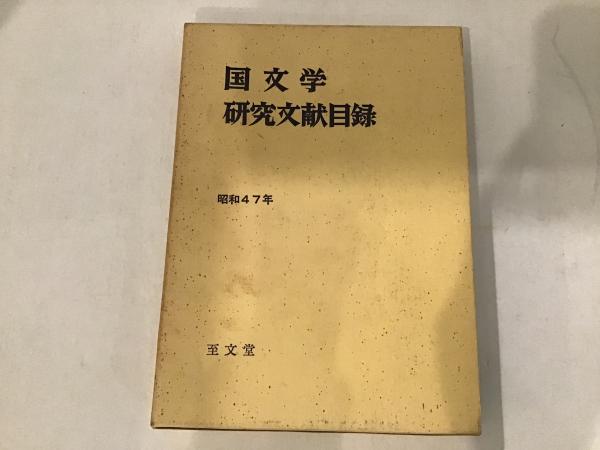 国文学
研究文献目録
昭和47年
至文堂